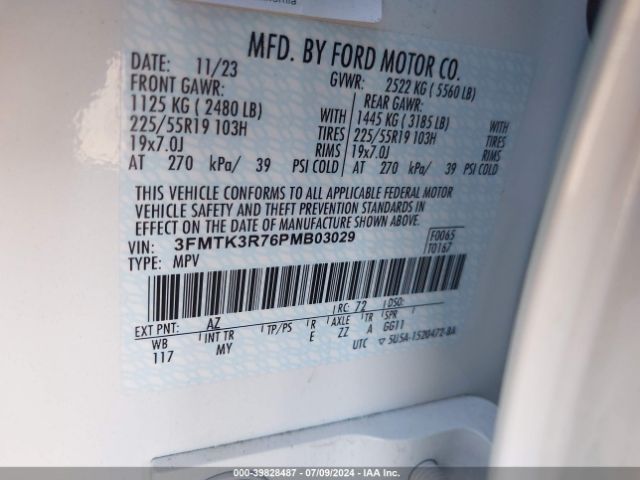 MFD. BY FORD MOTOR CO.
DATE: 11/23
GVWR: 2522 KG ( 5560 LB)
FRONT GAWR:
REAR GAWR:
1125 KG ( 2480 LB) WITH
1445 KG ( 3185 LB) WITH
225/55R19 103H TIRES
225/55R19 103H TIRES
19x7.0J RIMS
19x7.0J RIMS
AT 270 kPa/ 39 PSI COLD
AT 270 kPa/ 39 PSI COLD
THIS VEHICLE CONFORMS TO ALL APPLICABLE FEDERAL MOTOR
VEHICLE SAFETY AND THEFT PREVENTION STANDARDS IN
EFFECT ON THE DATE OF MANUFACTURE SHOWN ABOVE.
VIN: 3FMTK3R76PMB03029
F0065
T0167
TYPE: MPV
EXT PNT: AZ RC: 72 DSO:
WB INT TR TP/PS R AXLE TR SPR
117 MY E ZZ A GG11
UTC 5U5A-1520472-BA
000-39828487 - 07/09/2024 - IAA Inc.